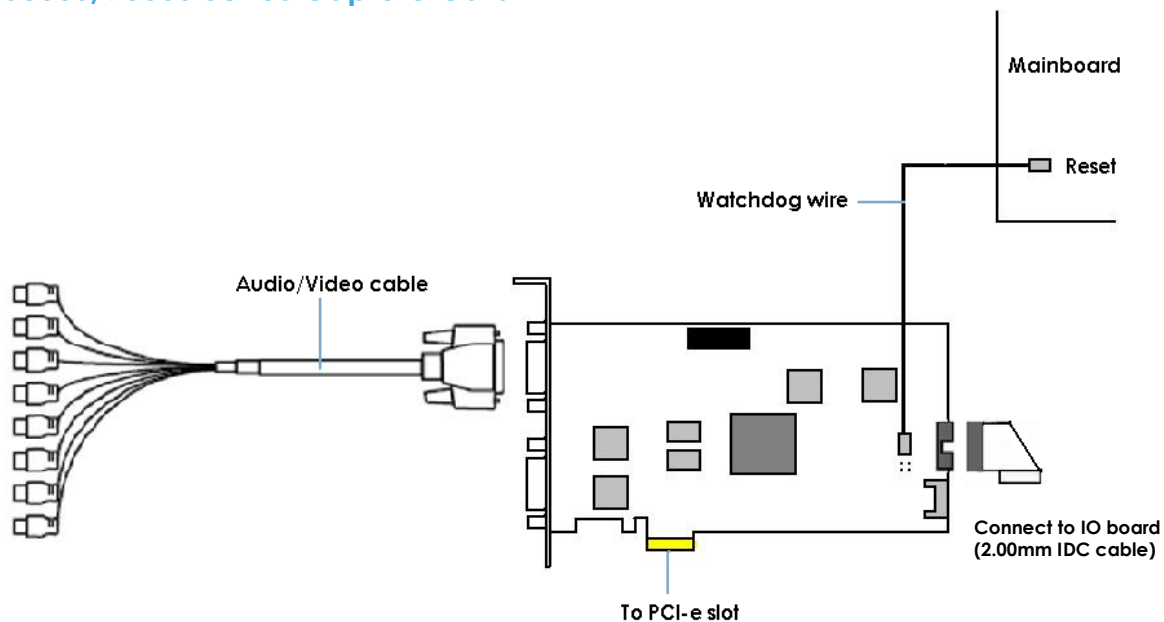 Mainboard
Reset
Watchdog wire
Audio/Video cable
Connect to IO board
(2.00mm IDC cable)
To PCI-e slot